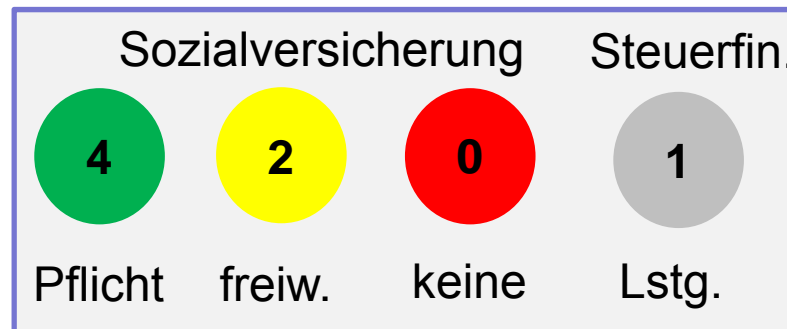 Sozialversicherung Steuerfin.
4 2 0 1
Pflicht freiw. keine Lstg.